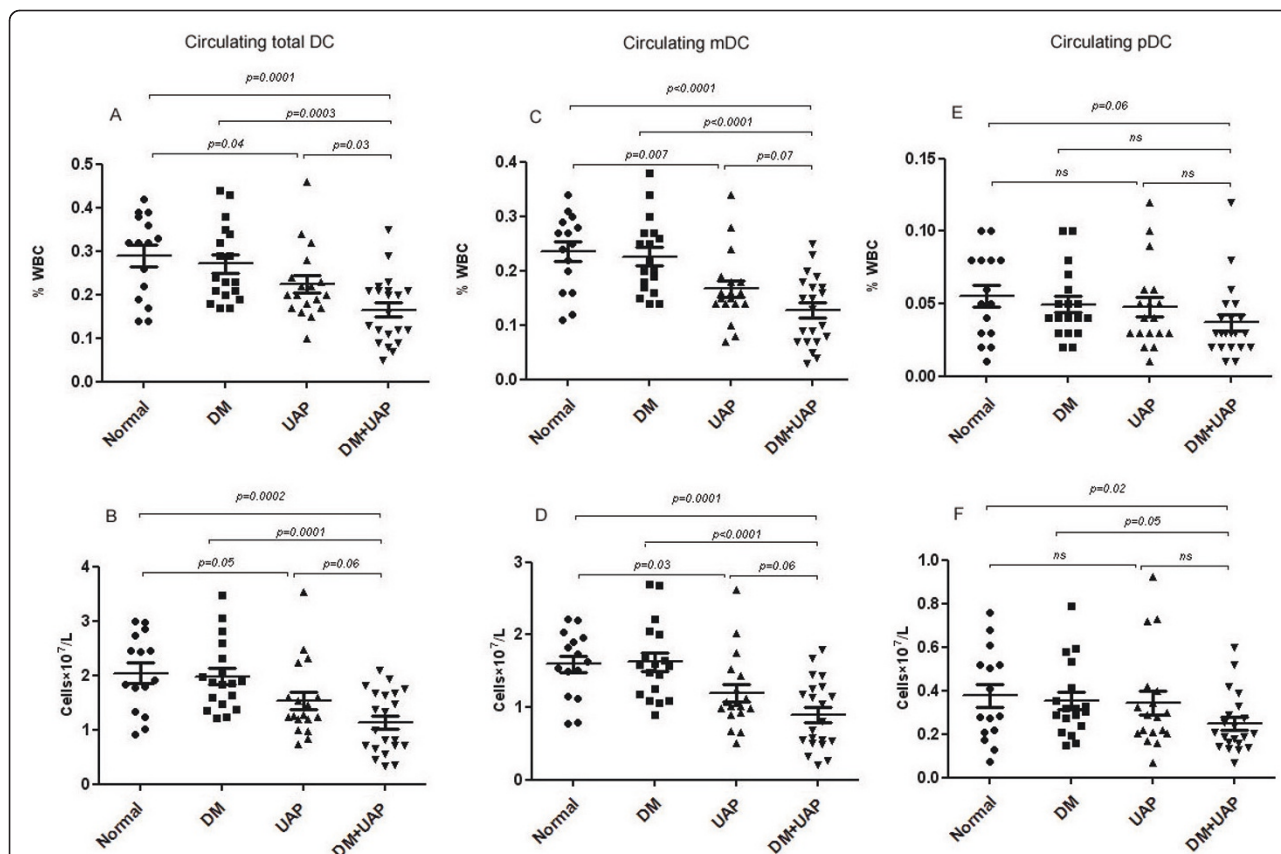 Circulating total DC
Circulating mDC
Circulating pDC
A
p=0.0001
p=0.0003
p=0.04
p=0.03
% WBC
0.5
0.4
0.3
0.2
0.1
0.0
Normal
DM
UAP
DM+UAP
C
p<0.0001
p<0.0001
p=0.007
p=0.07
% WBC
0.4
0.3
0.2
0.1
0.0
Normal
DM
UAP
DM+UAP
E
p=0.06
ns
ns
ns
% WBC
0.15
0.10
0.05
0.00
Normal
DM
UAP
DM+UAP
B
p=0.0002
p=0.0001
p=0.05
p=0.06
Cells×10⁷/L
4
3
2
1
0
Normal
DM
UAP
DM+UAP
D
p=0.0001
p<0.0001
p=0.03
p=0.06
Cells×10⁷/L
3
2
1
0
Normal
DM
UAP
DM+UAP
F
p=0.02
p=0.05
ns
ns
Cells×10⁷/L
1.0
0.8
0.6
0.4
0.2
0.0
Normal
DM
UAP
DM+UAP